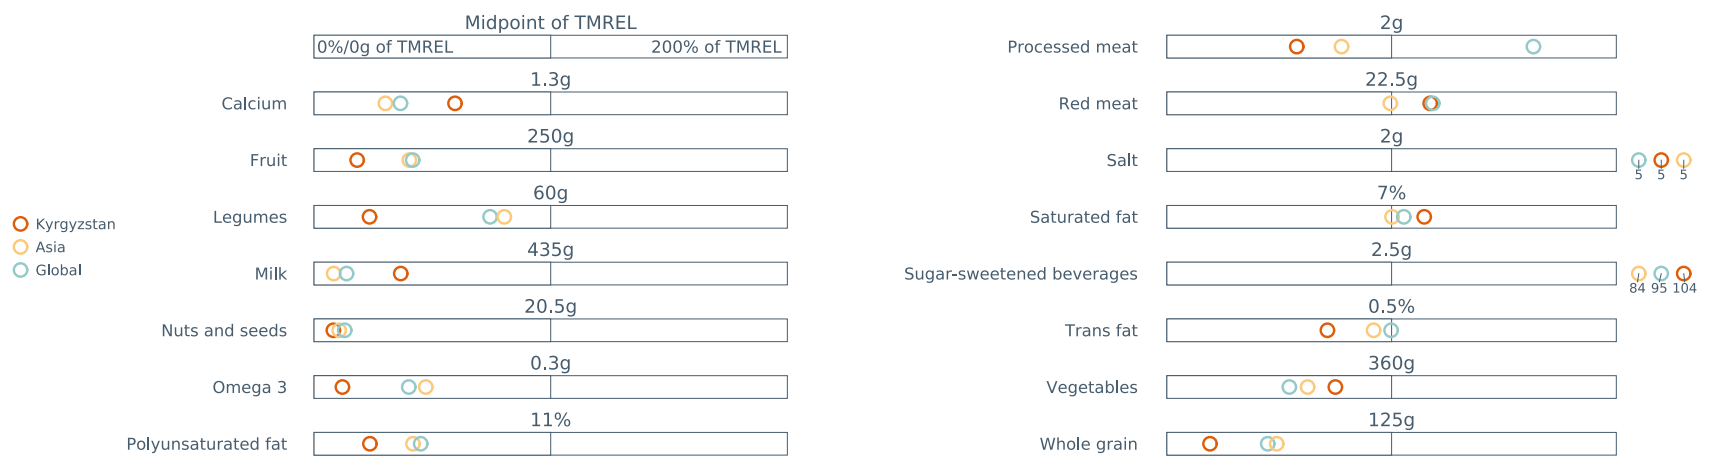 Midpoint of TMREL
0%/0g of TMREL 200% of TMREL
1.3g
Calcium
250g
Fruit
60g
Legumes
435g
Milk
20.5g
Nuts and seeds
0.3g
Omega 3
11%
Polyunsaturated fat
Kyrgyzstan
Asia
Global
2g
Processed meat
22.5g
Red meat
2g
Salt
5 5 5
7%
Saturated fat
2.5g
Sugar-sweetened beverages
84 95 104
0.5%
Trans fat
360g
Vegetables
125g
Whole grain